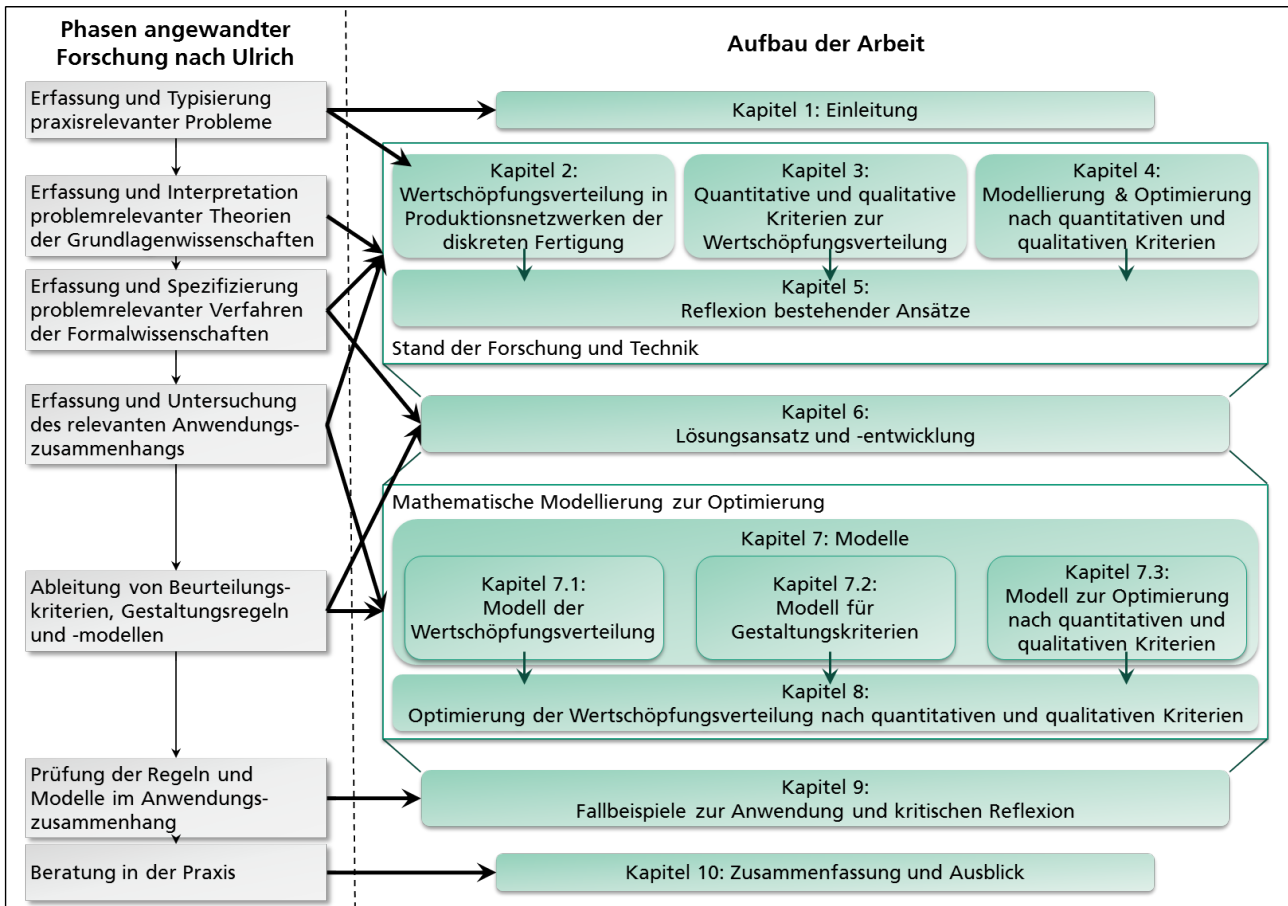 Phasen angewandter
Forschung nach Ulrich
Erfassung und Typisierung
praxisrelevanter Probleme
Erfassung und Interpretation
problemrelevanter Theorien
der Grundlagenwissenschaften
Erfassung und Spezifizierung
problemrelevanter Verfahren
der Formalwissenschaften
Erfassung und Untersuchung
des relevanten Anwendungs-
zusammenhangs
Ableitung von Beurteilungs-
kriterien, Gestaltungsregeln
und -modellen
Prüfung der Regeln und
Modelle im Anwendungs-
zusammenhang
Beratung in der Praxis
Aufbau der Arbeit
Kapitel 1: Einleitung
Kapitel 2:
Wertschöpfungsverteilung in
Produktionsnetzwerken der
diskreten Fertigung
Kapitel 3:
Quantitative und qualitative
Kriterien zur
Wertschöpfungsverteilung
Kapitel 4:
Modellierung & Optimierung
nach quantitativen und
qualitativen Kriterien
Kapitel 5:
Reflexion bestehender Ansätze
Stand der Forschung und Technik
Kapitel 6:
Lösungsansatz und -entwicklung
Mathematische Modellierung zur Optimierung
Kapitel 7: Modelle
Kapitel 7.1:
Modell der
Wertschöpfungsverteilung
Kapitel 7.2:
Modell für
Gestaltungskriterien
Kapitel 7.3:
Modell zur Optimierung
nach quantitativen und
qualitativen Kriterien
Kapitel 8:
Optimierung der Wertschöpfungsverteilung nach quantitativen und qualitativen Kriterien
Kapitel 9:
Fallbeispiele zur Anwendung und kritischen Reflexion
Kapitel 10: Zusammenfassung und Ausblick